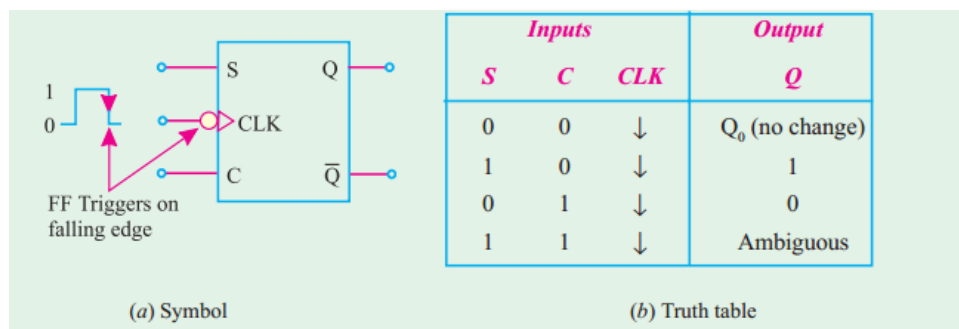 S Q
1
0
CLK
C Q̅
FF Triggers on
falling edge
(a) Symbol
Inputs Output
S C CLK Q
0 0 ↓ Q₀ (no change)
1 0 ↓ 1
0 1 ↓ 0
1 1 ↓ Ambiguous
(b) Truth table